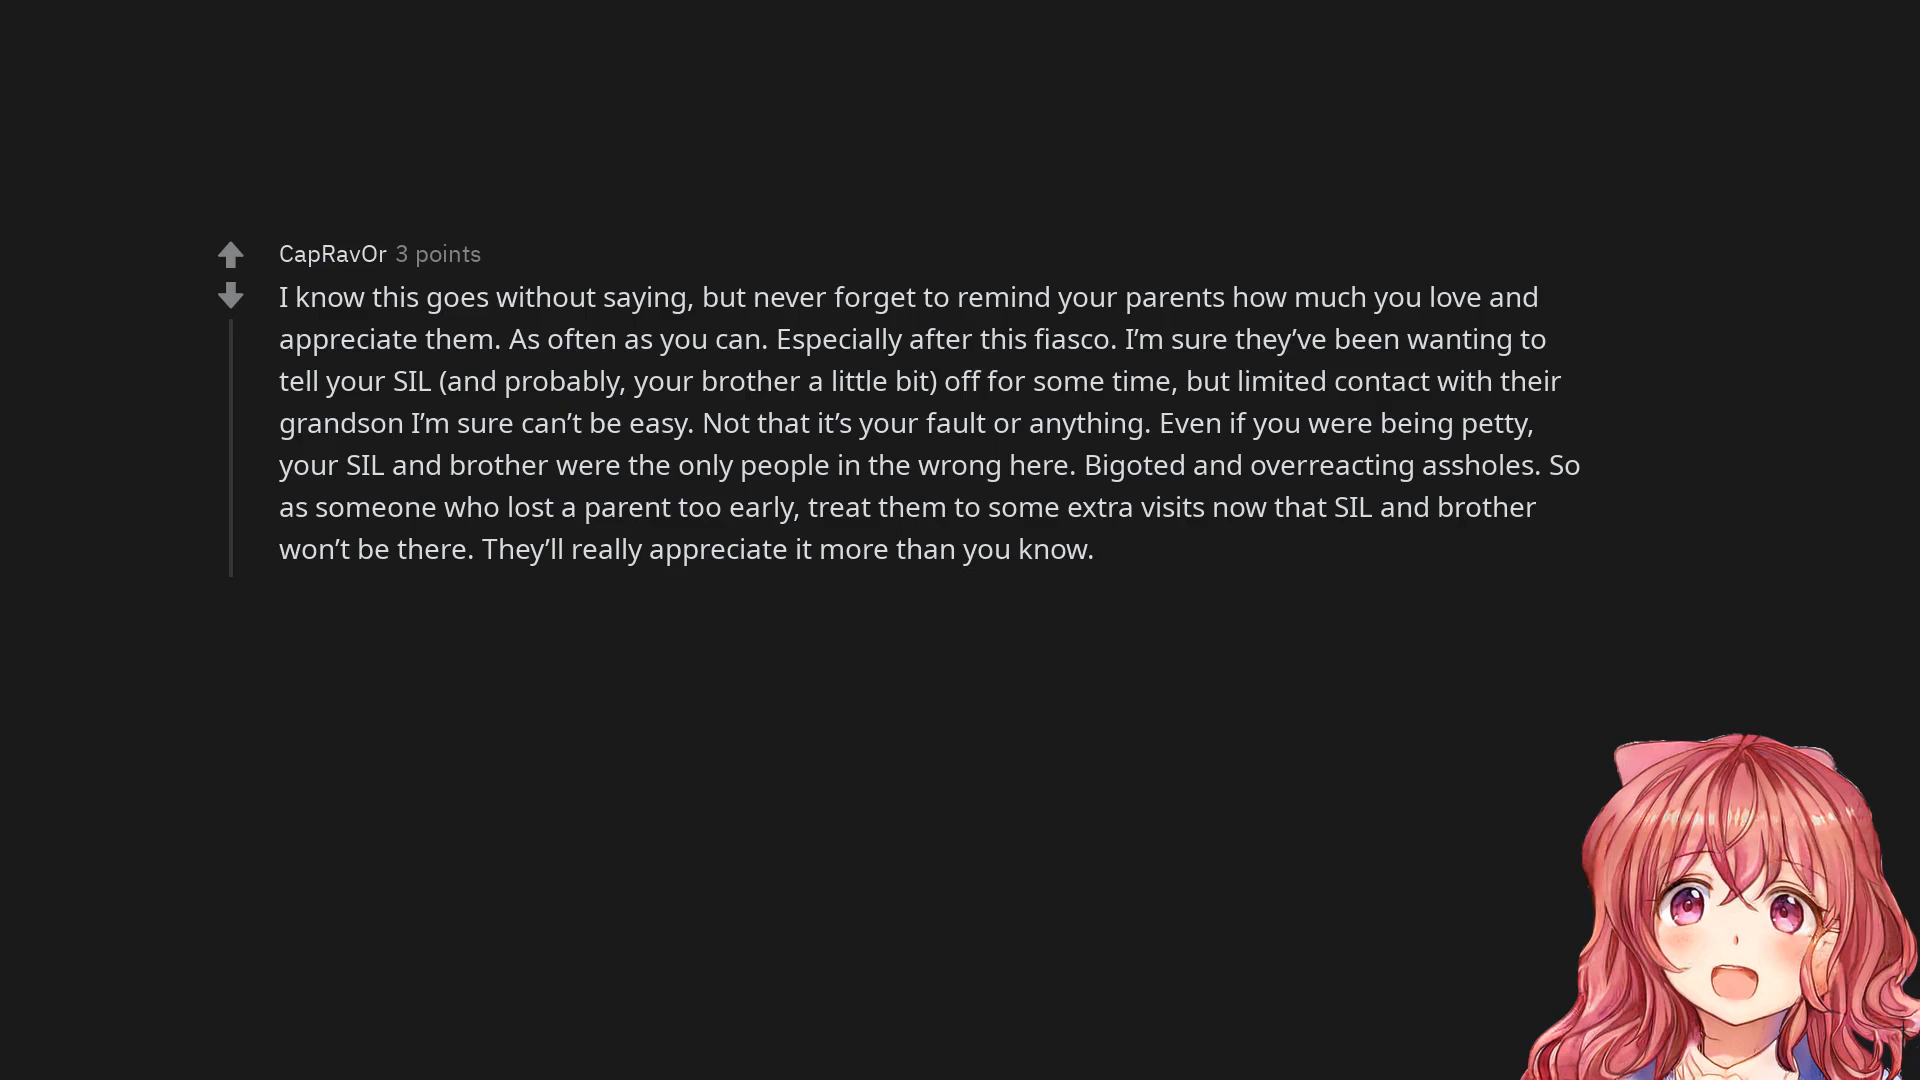 CapRavOr 3 points
I know this goes without saying, but never forget to remind your parents how much you love and
appreciate them. As often as you can. Especially after this fiasco. I’m sure they’ve been wanting to
tell your SIL (and probably, your brother a little bit) off for some time, but limited contact with their
grandson I’m sure can’t be easy. Not that it’s your fault or anything. Even if you were being petty,
your SIL and brother were the only people in the wrong here. Bigoted and overreacting assholes. So
as someone who lost a parent too early, treat them to some extra visits now that SIL and brother
won’t be there. They’ll really appreciate it more than you know.